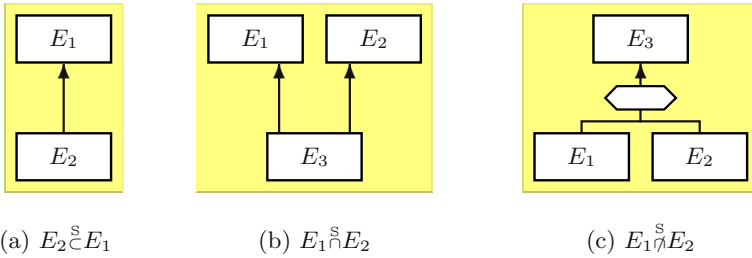 E₁ E₁ E₂ E₃
E₂ E₃ E₁ E₂
(a) E₂ ⊂ˢ E₁ (b) E₁ ∩ˢ E₂ (c) E₁ ∩̸ˢ E₂